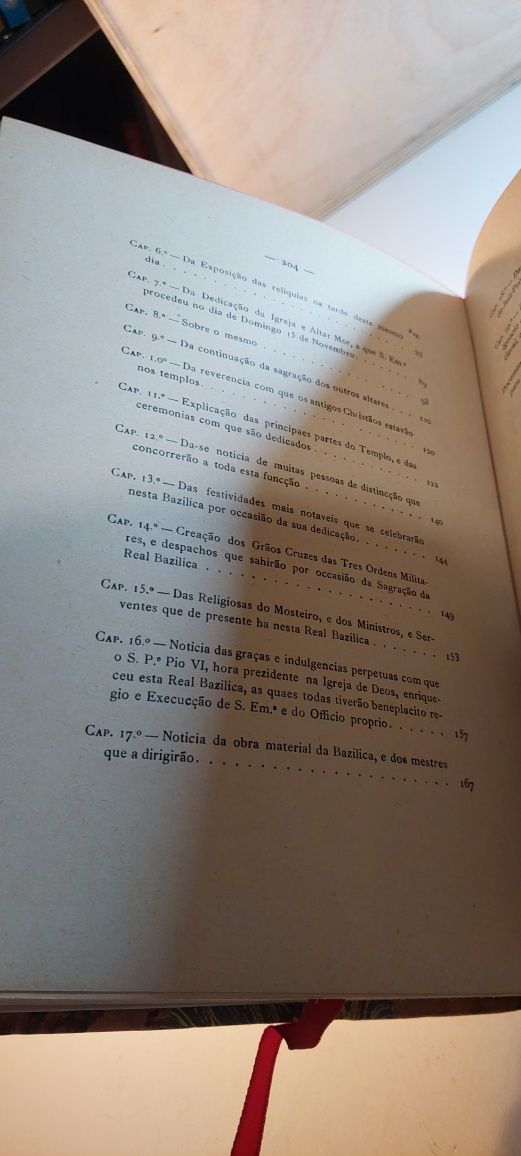 — 204 —
Pag.
CAP. 6.º — Da Exposição das reliquias na tarde deste mesmo
dia . . . . . . . . . . . . . . . . . . . . 85
CAP. 7.º — Da Dedicação da Igreja e Altar Mor, a que S. Em.ª
procedeu no dia de Domingo 15 de Novembro. . . . . . 89
CAP. 8.º — Sobre o mesmo . . . . . . . . . . . . . . 98
CAP. 9.º — Da continuação da sagração dos outros altares . . . 110
CAP. 10.º — Da reverencia com que os antigos Christãos estavão
nos templos. . . . . . . . . . . . . . . . . . 120
CAP. 11.º — Explicação das principaes partes do Templo, e das
ceremonias com que são dedicados . . . . . . . . . . 122
CAP. 12.º — Da-se noticia de muitas pessoas de distincção que
concorrerão a toda esta funcção . . . . . . . . . . . 140
CAP. 13.º — Das festividades mais notaveis que se celebrarão
nesta Bazilica por occasião da sua dedicação. . . . . . . 144
CAP. 14.º — Creação dos Grãos Cruzes das Tres Ordens Milita-
res, e despachos que sahirão por occasião da Sagração da
Real Bazilica . . . . . . . . . . . . . . . . . 149
CAP. 15.º — Das Religiosas do Mosteiro, e dos Ministros, e Ser-
ventes que de presente ha nesta Real Bazilica . . . . . . . 153
CAP. 16.º — Noticia das graças e indulgencias perpetuas com que
o S. P.e Pio VI, hora prezidente na Igreja de Deos, enrique-
ceu esta Real Bazilica, as quaes todas tiverão beneplacito re-
gio e Execucção de S. Em.ª e do Officio proprio. . . . . . 157
CAP. 17.º — Noticia da obra material da Bazilica, e dos mestres
que a dirigirão. . . . . . . . . . . . . . . . . . . . 167